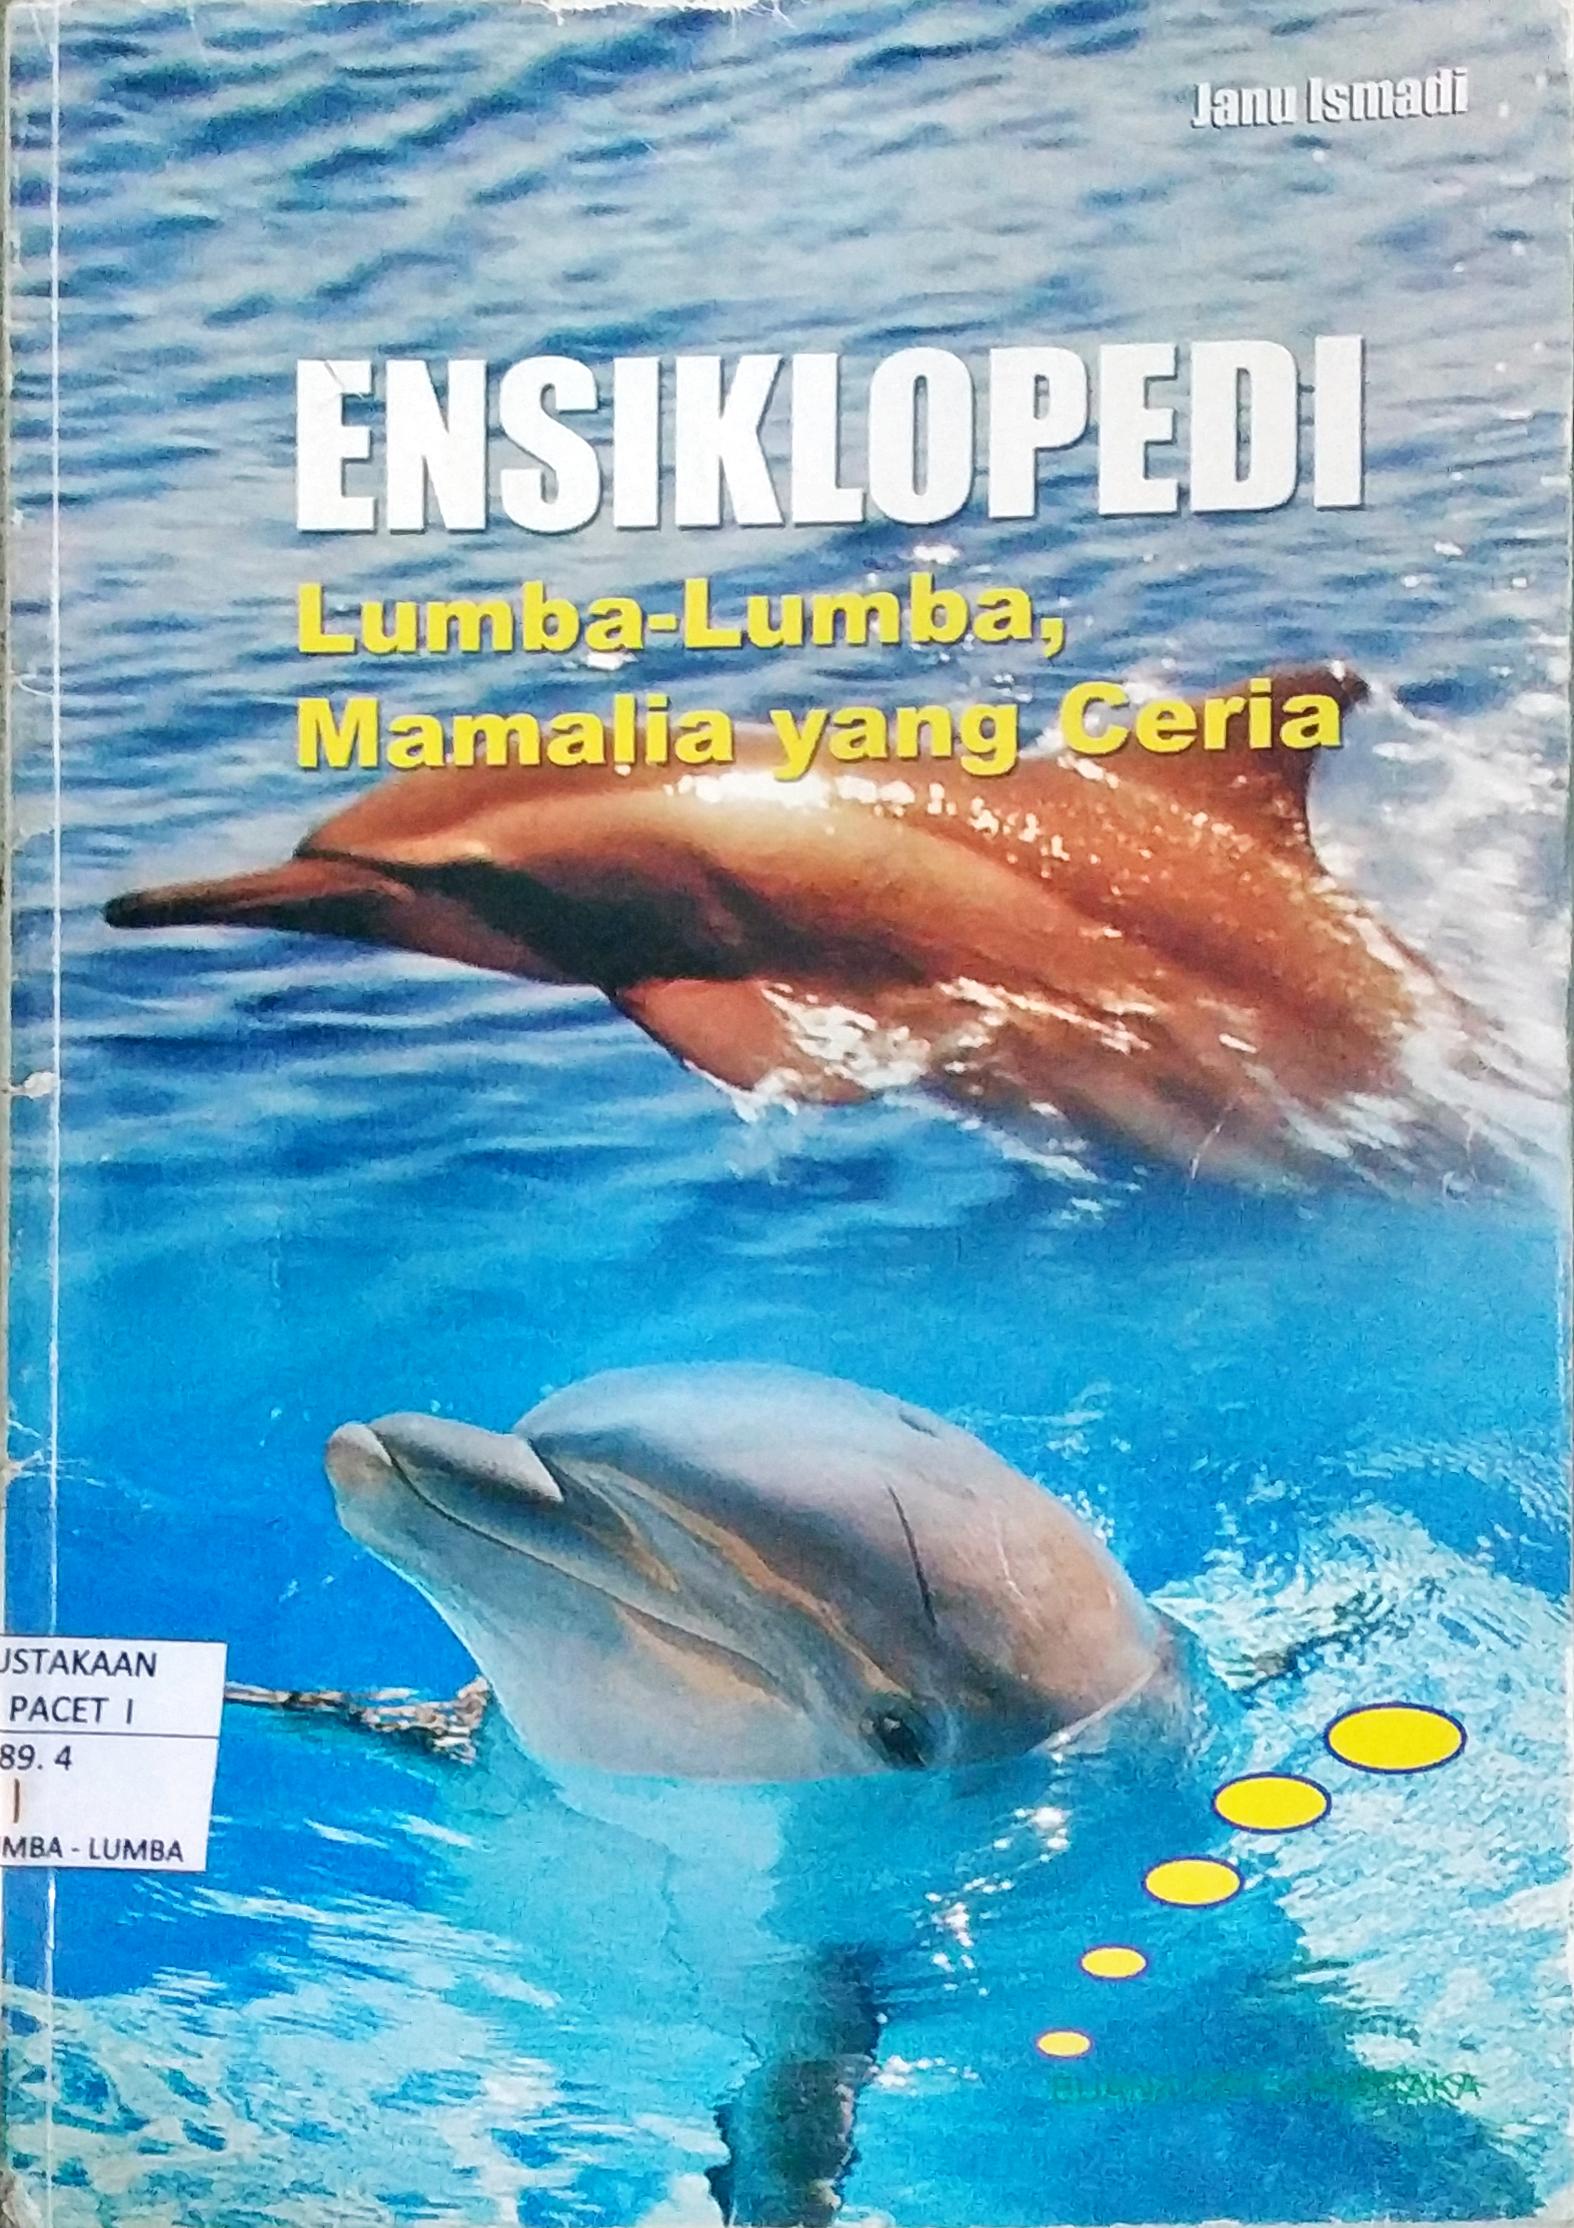 Janu Ismadi
ENSIKLOPEDI
Lumba-Lumba,
Mamalia yang Ceria
USTAKAAN
PACET I
89. 4
I
MBA - LUMBA